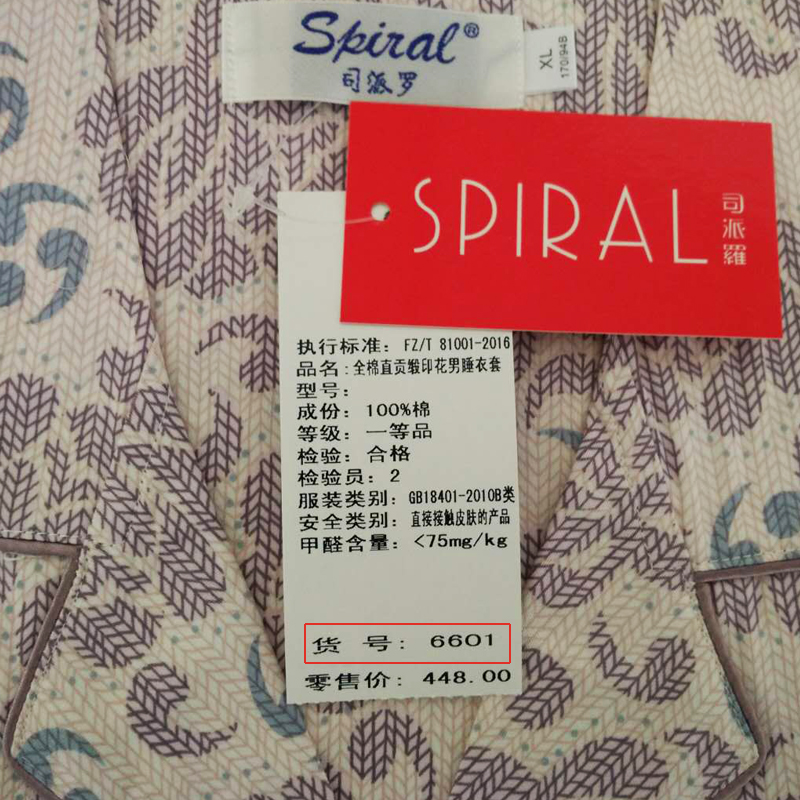 Spiral®
司派罗
XL
170/94B
SPIRAL
司派羅
执行标准: FZ/T 81001-2016
品名:全棉直贡缎印花男睡衣套
型号:
成份: 100%棉
等级: 一等品
检验: 合格
检验员: 2
服装类别: GB18401-2010B类
安全类别: 直接接触皮肤的产品
甲醛含量: <75mg/kg
货 号: 6601
零售价: 448.00